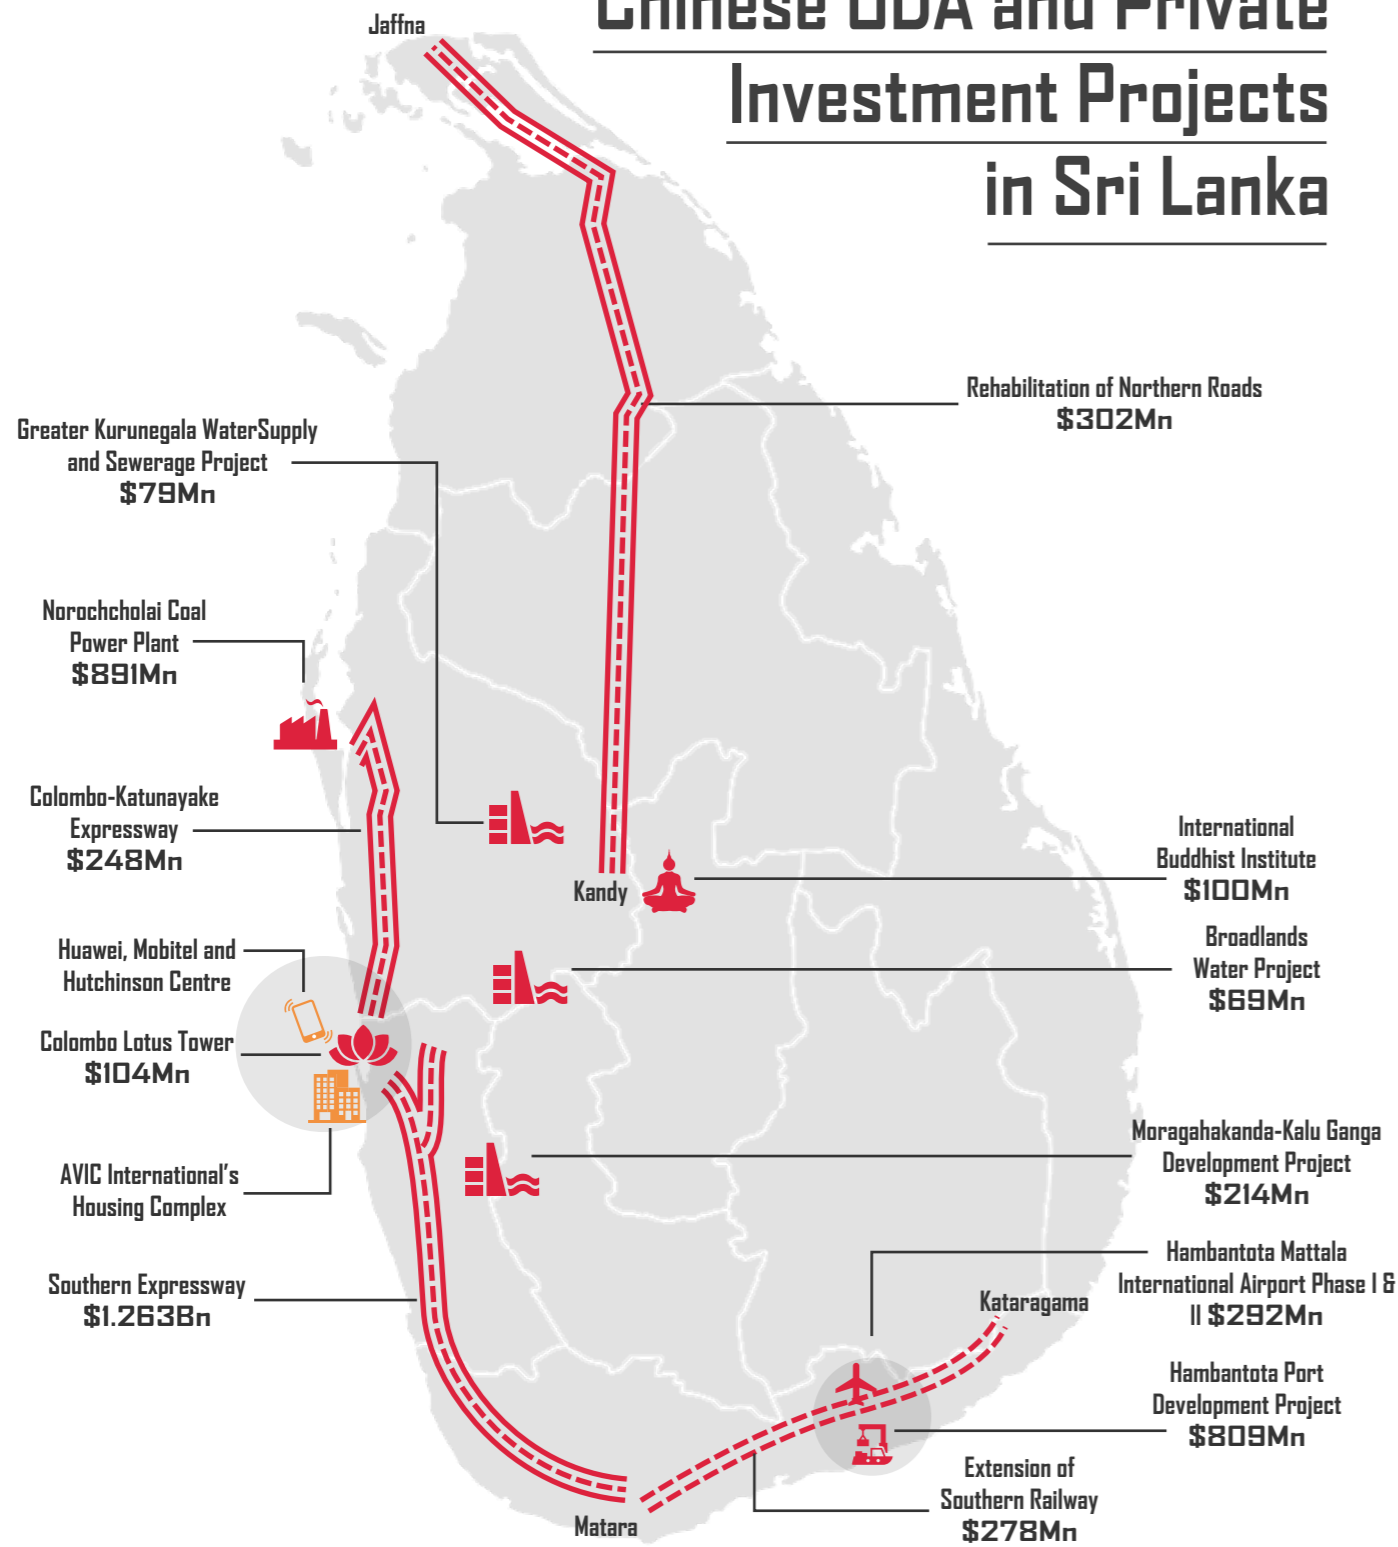 Chinese ODA and Private
Investment Projects
in Sri Lanka
Jaffna
Rehabilitation of Northern Roads
$302Mn
Greater Kurunegala WaterSupply
and Sewerage Project
$79Mn
Norochcholai Coal
Power Plant
$891Mn
Colombo-Katunayake
Expressway
$248Mn
International
Buddhist Institute
$100Mn
Kandy
Huawei, Mobitel and
Hutchinson Centre
Broadlands
Water Project
$69Mn
Colombo Lotus Tower
$104Mn
Moragahakanda-Kalu Ganga
Development Project
$214Mn
AVIC International's
Housing Complex
Hambantota Mattala
International Airport Phase I &
II $292Mn
Southern Expressway
$1.263Bn
Kataragama
Hambantota Port
Development Project
$809Mn
Extension of
Southern Railway
$278Mn
Matara